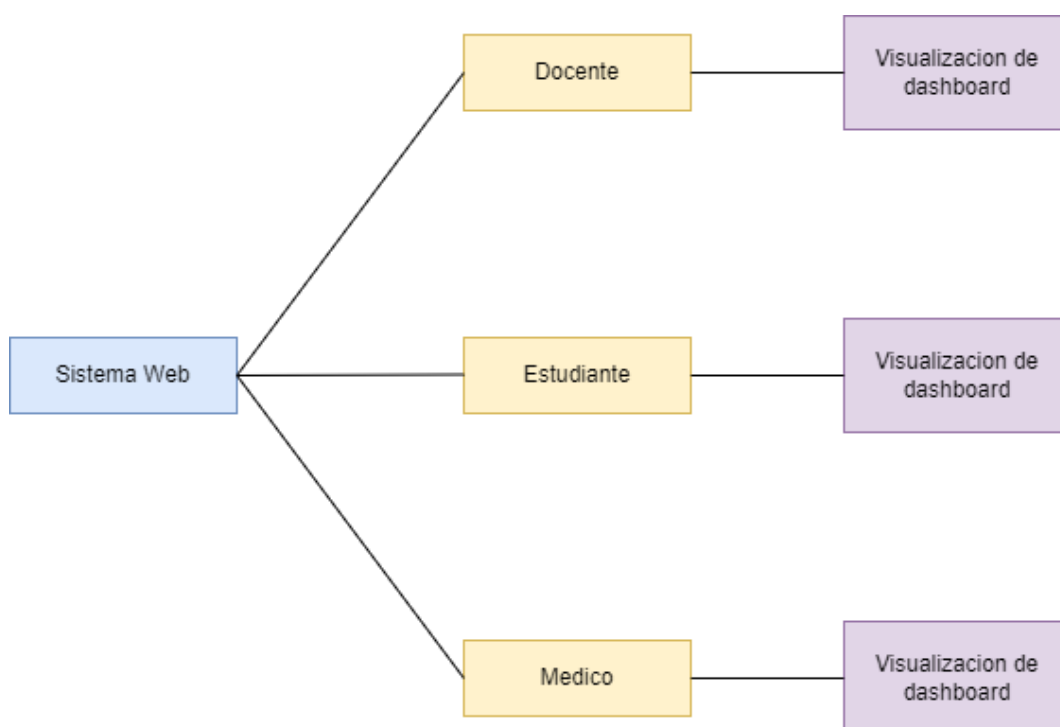 Docente
Visualizacion de
dashboard
Sistema Web
Estudiante
Visualizacion de
dashboard
Medico
Visualizacion de
dashboard